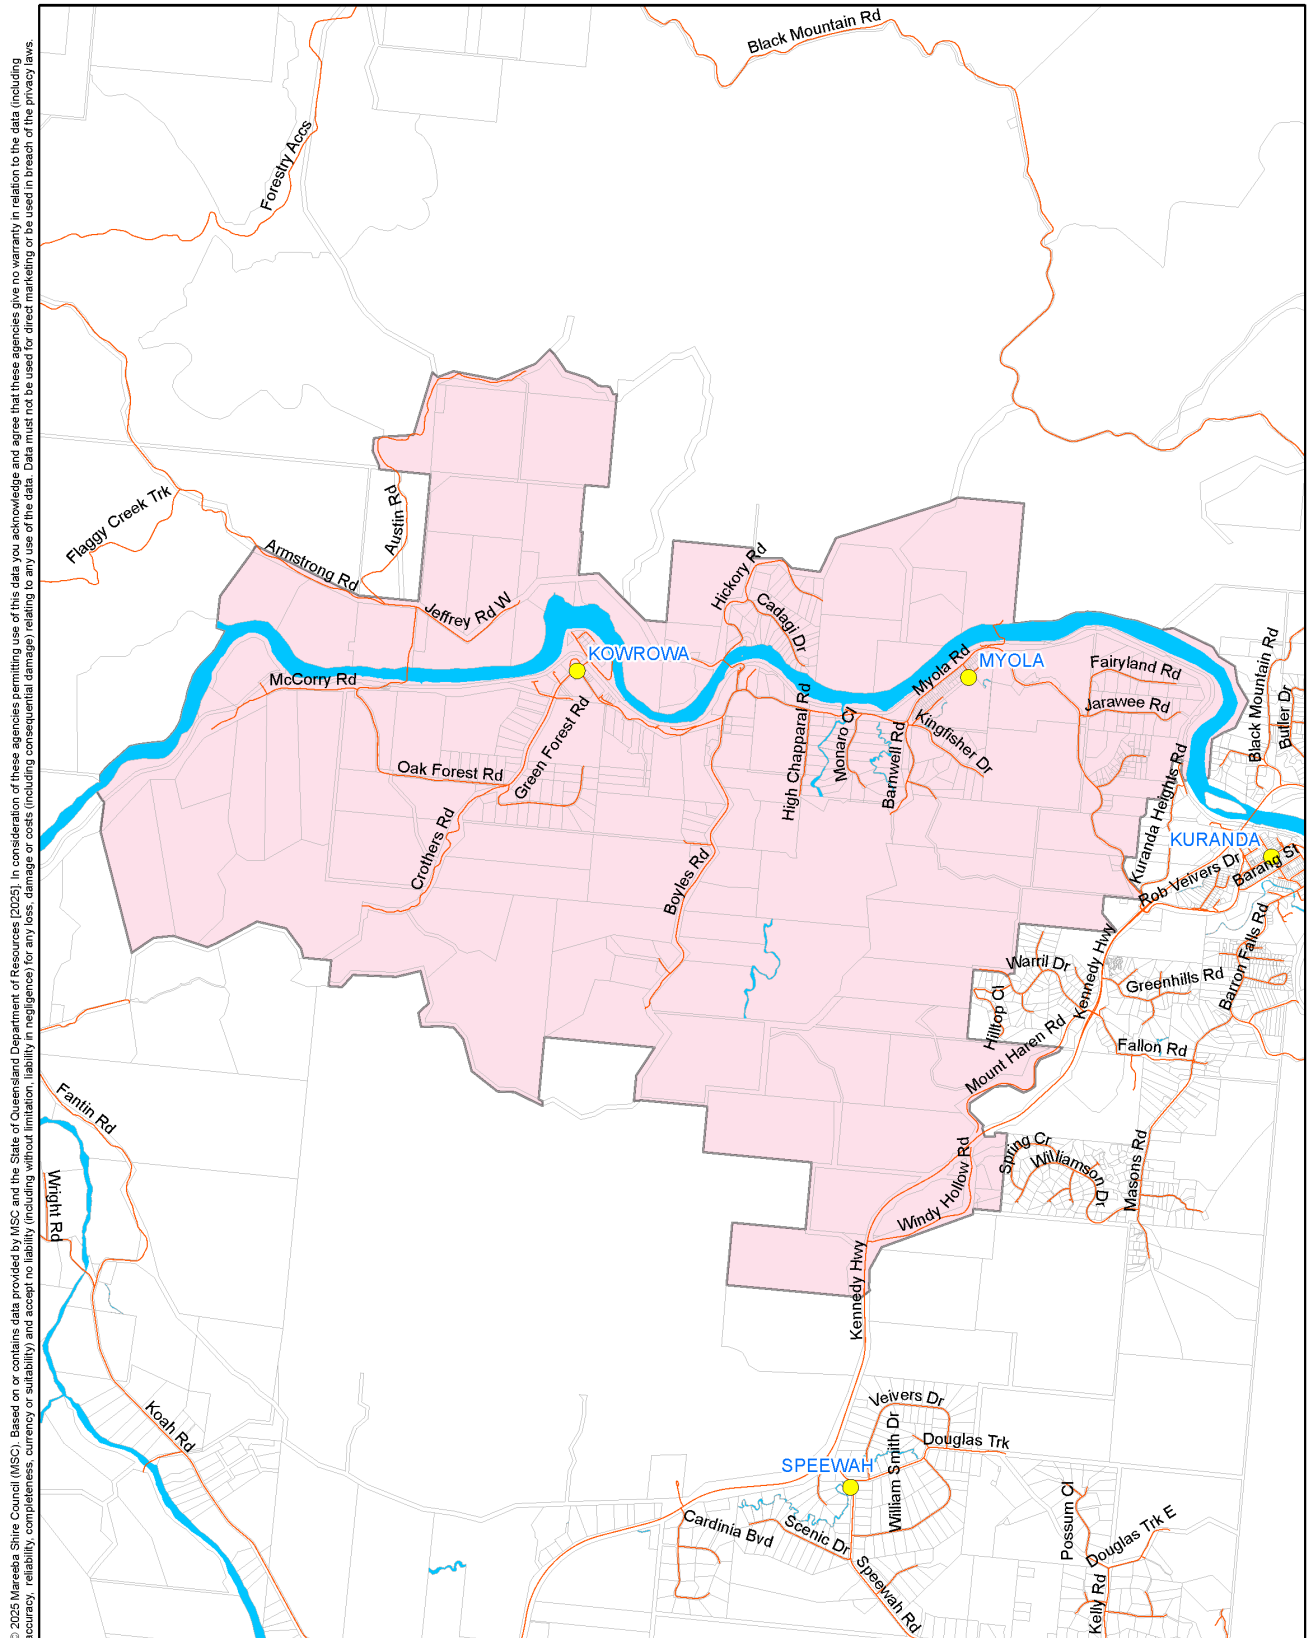 Black Mountain Rd
Forestry Accs
Flaggy Creek Trk
Austin Rd
Armstrong Rd
Jeffrey Rd W
Hickory Rd
Cadagi Dr
KOWROWA
MYOLA
Myola Rd
Fairyland Rd
Jarawee Rd
Black Mountain Rd
Butler Dr
McCorry Rd
Green Forest Rd
Oak Forest Rd
High Chapparal Rd
Monaro Cl
Barnwell Rd
Kingfisher Dr
Kuranda Heights Rd
Crothers Rd
Boyles Rd
KURANDA
Rob Veivers Dr
Barang St
Barron Falls Rd
Kennedy Hwy
Warril Dr
Hilltop Cl
Greenhills Rd
Mount Haren Rd
Fallon Rd
Fantin Rd
Wright Rd
Spring Cr
Williamson Dr
Masons Rd
Windy Hollow Rd
Kennedy Hwy
Koah Rd
Veivers Dr
William Smith Dr
Douglas Trk
SPEEWAH
Cardinia Bvd
Scenic Dr
Speewah Rd
Possum Cl
Douglas Trk E
Kelly Rd
© 2025 Mareeba Shire Council (MSC). Based on or contains data provided by MSC and the State of Queensland Department of Resources [2025]. In consideration of these agencies permitting use of this data you acknowledge and agree that these agencies give no warranty in relation to the data (including
accuracy, reliability, completeness, currency or suitability) and accept no liability (including without limitation, liability in negligence) for any loss, damage or costs (including consequential damage) relating to any use of the data. Data must not be used for direct marketing or be used in breach of the privacy laws.